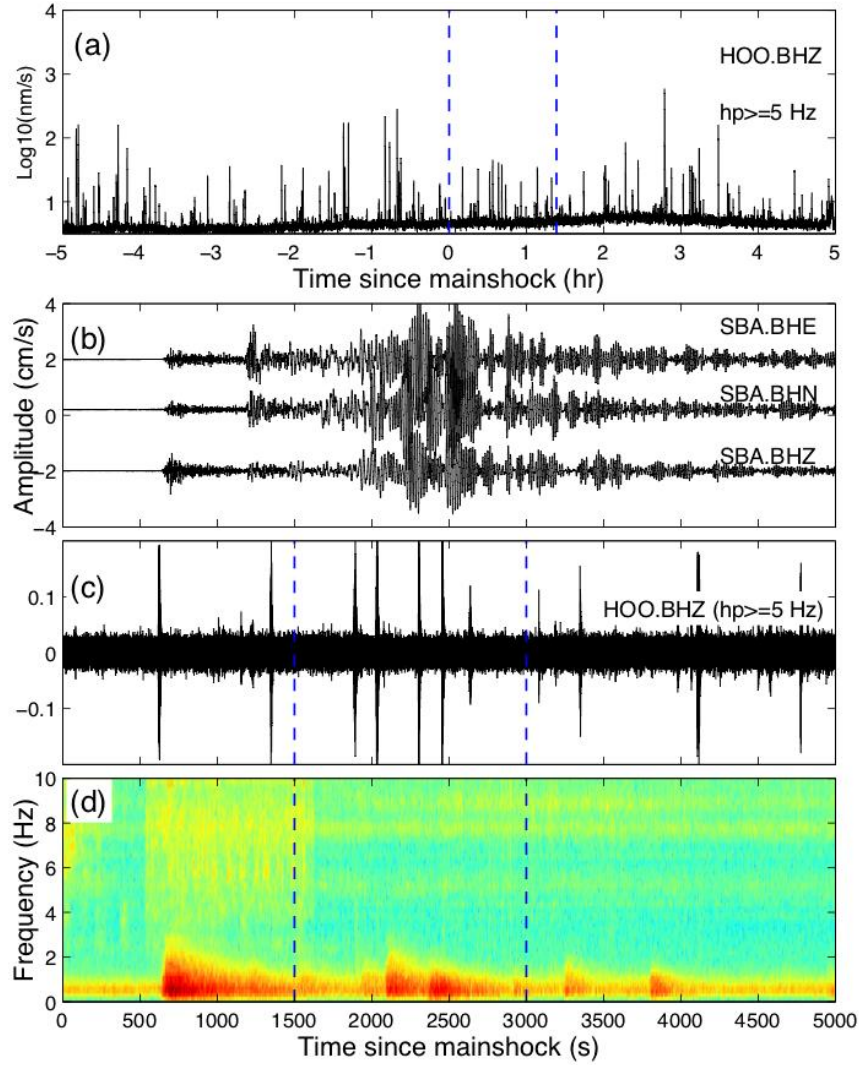 (a)
HOO.BHZ
hp>=5 Hz
Log10(nm/s)
4
3
2
1
−5 −4 −3 −2 −1 0 1 2 3 4 5
Time since mainshock (hr)
(b)
SBA.BHE
SBA.BHN
SBA.BHZ
Amplitude (cm/s)
4
2
0
−2
−4
(c)
HOO.BHZ (hp>=5 Hz)
0.1
0
−0.1
(d)
Frequency (Hz)
10
8
6
4
2
0
0 500 1000 1500 2000 2500 3000 3500 4000 4500 5000
Time since mainshock (s)